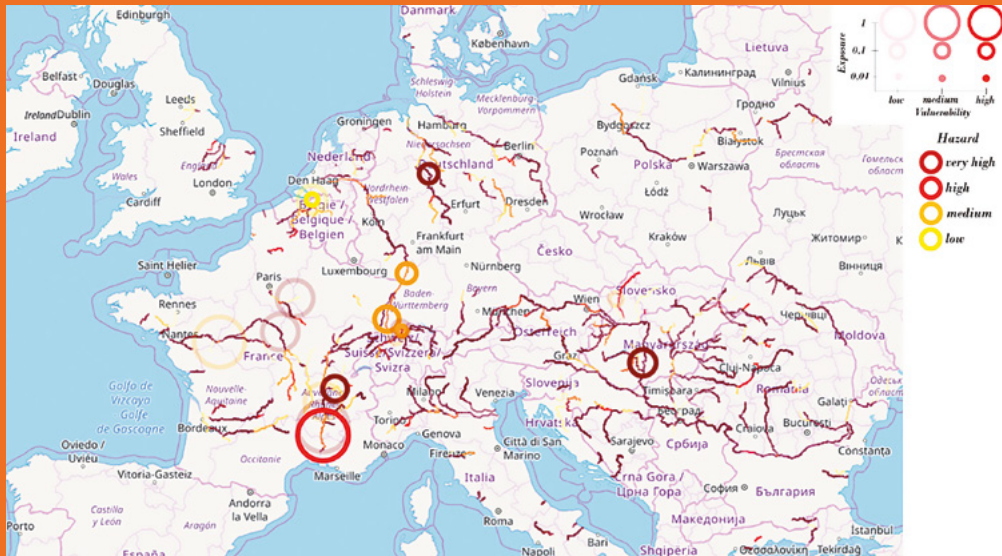 Edinburgh
Danmark
København
Lietuva
Vilnius
Belfast
Douglas
Ireland
Dublin
Ireland
Leeds
Sheffield
England
Wales
London
Cardiff
Schleswig-
Holstein
Mecklenburg-
Vorpommern
Gdańsk
Калининград
Гродно
Groningen
Hamburg
Niedersachsen
Berlin
Bydgoszcz
Białystok
Poznań
Polska
Warszawa
Брестская
область
Гомельс
област
Nederland
Den Haag
Nordrhein-
Westfalen
België /
Belgique /
Belgien
Köln
Erfurt
Dresden
Łódź
Wrocław
Frankfurt
am Main
Luxembourg
Nürnberg
Česko
Kraków
Луцьк
Житомир
Львів
Вінниця
Saint Helier
Paris
Rennes
Nantes
France
Baden-
Württemberg
Bayern
München
Wien
Slovensko
Österreich
Graz
Magyarország
Чернівці
Moldova
Cluj-Napoca
Schweiz/
Suisse/Svizzera/
Svizra
Golfo de
Vizcaya
Golfe
de Gascogne
Nouvelle-
Aquitaine
Bordeaux
Occitanie
Torino
Milano
Venezia
Slovenija
Hrvatska
Timișoara
România
Београд
Craiova
București
Galați
Одеська
область
Constanța
Genova
Monaco
Marseille
Firenze
Città di
San Marino
Sarajevo
Србија
Crna Gora /
Црна Гора
София
България
Oviedo /
Uviéu
Vitoria-Gasteiz
Andorra
la Vella
Castilla
y León
Aragón
España
Porto
Italia
Roma
Napoli
Bari
Македонија
Shqipëria
Θεσσαλονίκη
Tekirdağ
İstanbul
Exposure
1
0,1
0,01
low
medium
high
Vulnerability
Hazard
very high
high
medium
low